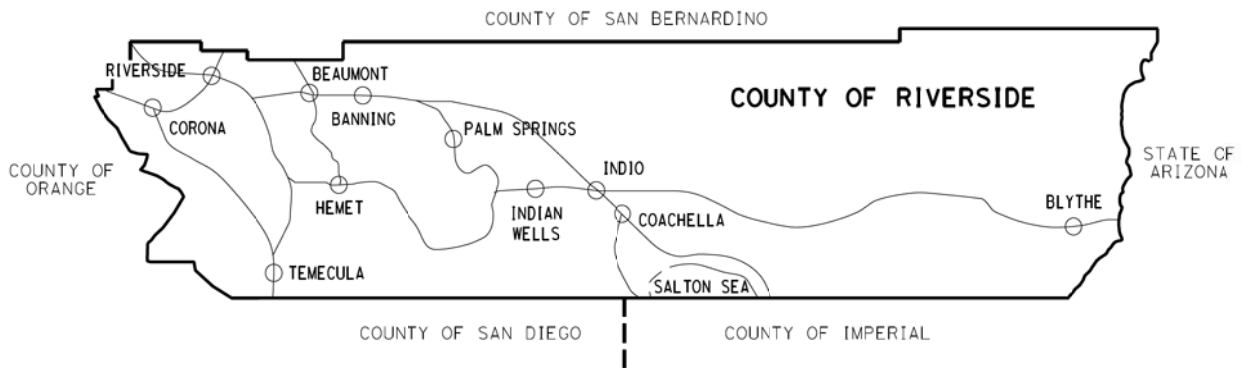 COUNTY OF SAN BERNARDINO
RIVERSIDE
BEAUMONT
COUNTY OF RIVERSIDE
CORONA
BANNING
PALM SPRINGS
COUNTY OF
ORANGE
STATE OF
ARIZONA
INDIO
HEMET
INDIAN
WELLS
COACHELLA
BLYTHE
TEMECULA
SALTON SEA
COUNTY OF SAN DIEGO
COUNTY OF IMPERIAL